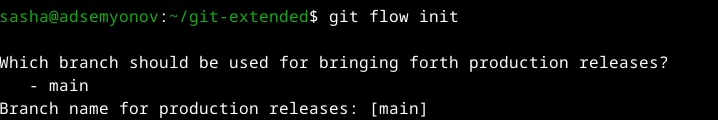 sasha@adsemyonov:~/git-extended$ git flow init
Which branch should be used for bringing forth production releases?
- main
Branch name for production releases: [main]